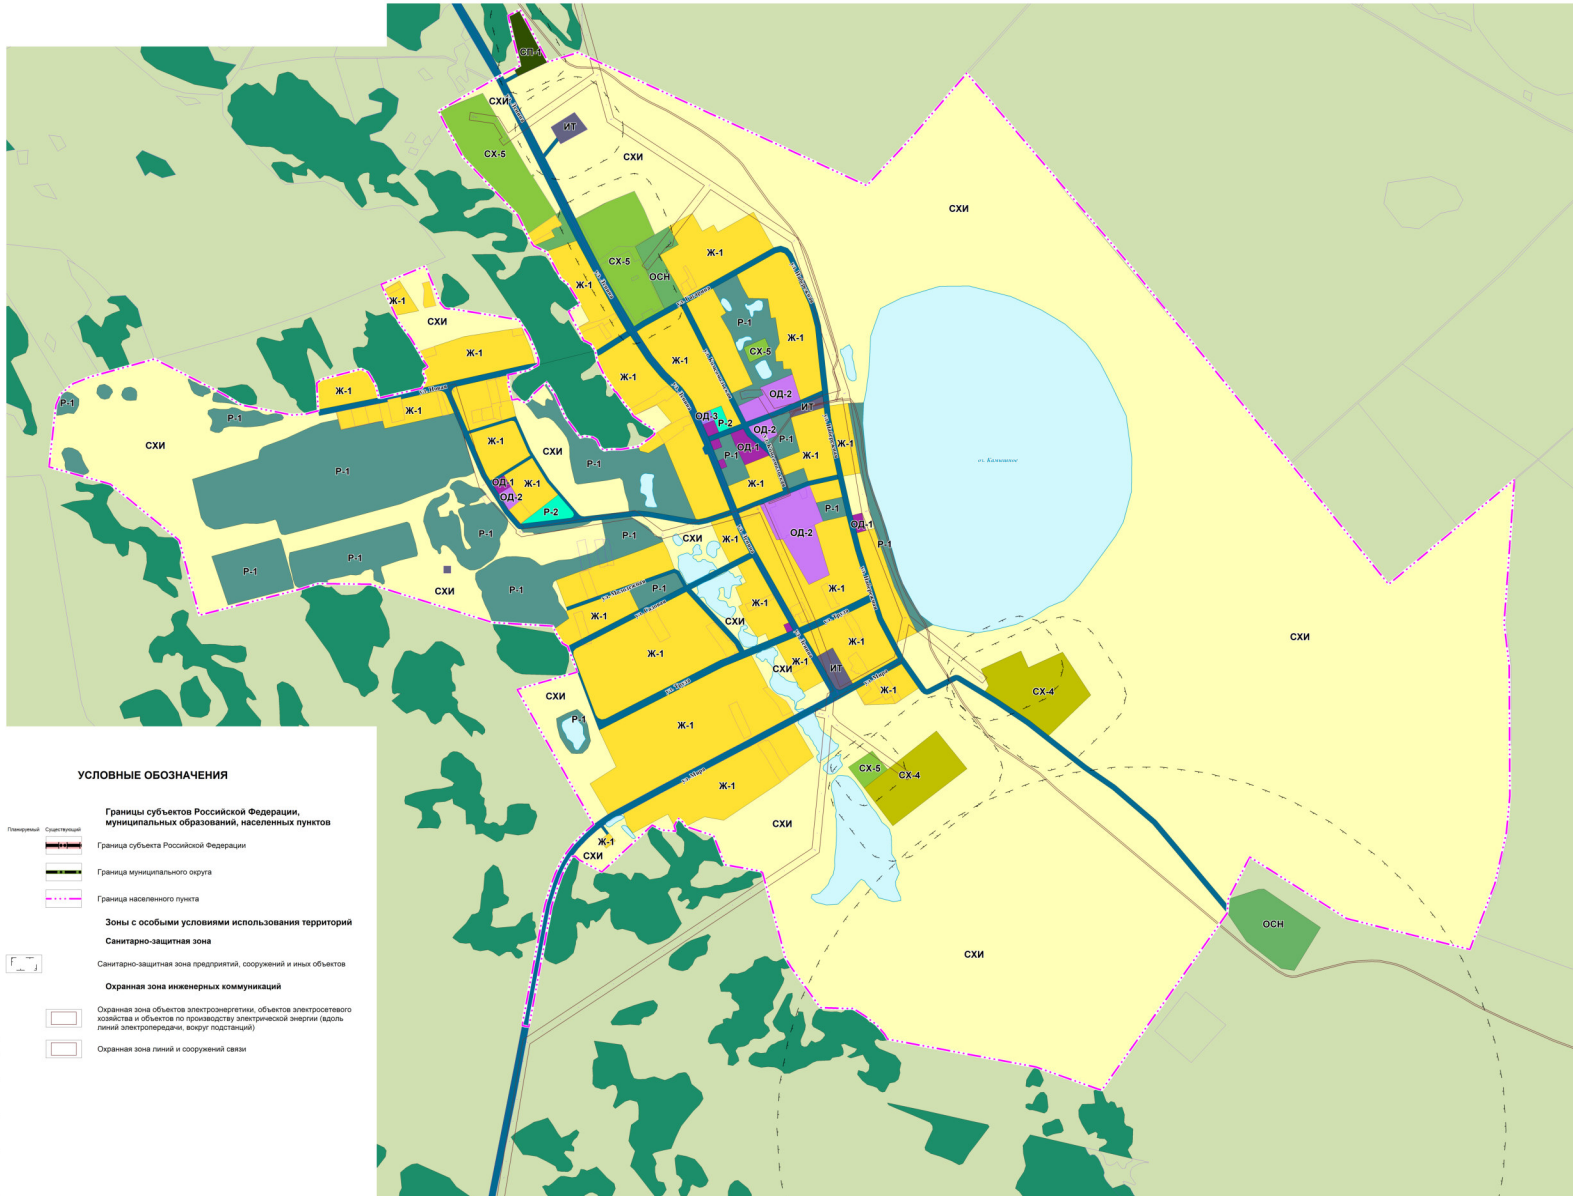 СП-1
СХИ
ИТ
СХ-5
СХИ
СХИ
Ж-1
СХ-5
ОСН
Ж-1
Ж-1
СХИ
Р-1
Ж-1
Ж-1
СХ-5
Ж-1
Ж-1
Ж-1
ОД-2
Р-1
Ж-1
ИТ
Р-1
ОД-3
Р-2
ОД-2
СХИ
Ж-1
СХИ
ОД-1
Р-1
Ж-1
Р-1
Ж-1
оз. Камышное
Р-1
Р-1
ОД-1
Ж-1
Ж-1
ОД-2
Р-2
Р-1
ОД-1
Р-1
Р-1
СХИ
Ж-1
ОД-2
Р-1
Р-1
Р-1
СХИ
Р-1
Р-1
Ж-1
Ж-1
Ж-1
СХИ
СХИ
Ж-1
Ж-1
СХИ
Ж-1
ИТ
СХИ
Ж-1
СХ-4
Р-1
Ж-1
СХ-5
СХ-4
Ж-1
СХИ
Ж-1
СХИ
ОСН
СХИ
ул. Мира
ул. Мира
ул. Труда
УСЛОВНЫЕ ОБОЗНАЧЕНИЯ
Границы субъектов Российской Федерации,
муниципальных образований, населенных пунктов
Планируемый Существующий
Граница субъекта Российской Федерации
Граница муниципального округа
Граница населенного пункта
Зоны с особыми условиями использования территорий
Санитарно-защитная зона
Санитарно-защитная зона предприятий, сооружений и иных объектов
Охранная зона инженерных коммуникаций
Охранная зона объектов электроэнергетики, объектов электросетевого
хозяйства и объектов по производству электрической энергии (вдоль
линий электропередачи, вокруг подстанций)
Охранная зона линий и сооружений связи